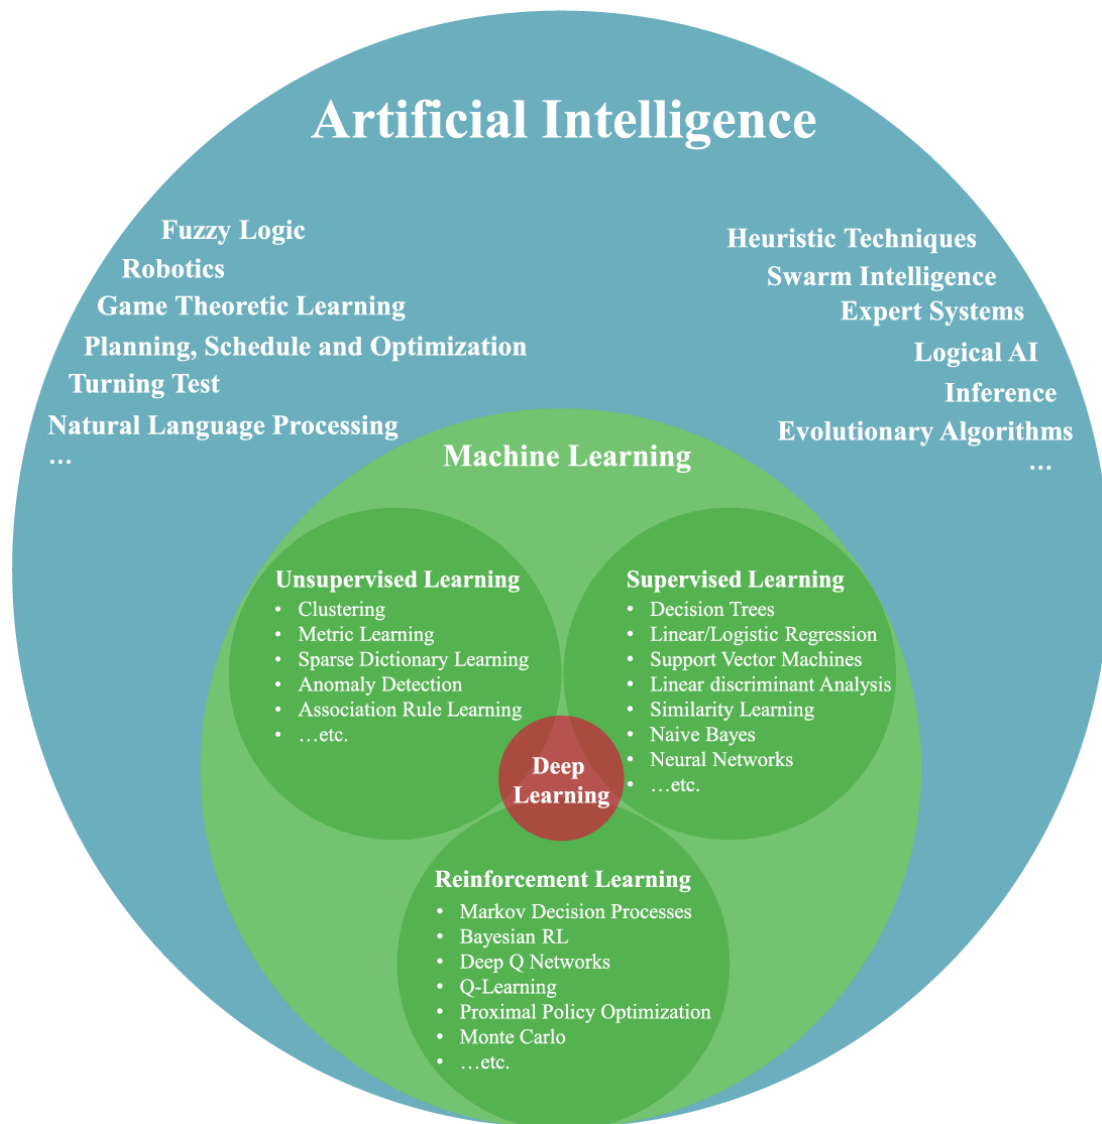 Artificial Intelligence
Fuzzy Logic
Robotics
Game Theoretic Learning
Planning, Schedule and Optimization
Turning Test
Natural Language Processing
...
Heuristic Techniques
Swarm Intelligence
Expert Systems
Logical AI
Inference
Evolutionary Algorithms
...
Machine Learning
Unsupervised Learning
• Clustering
• Metric Learning
• Sparse Dictionary Learning
• Anomaly Detection
• Association Rule Learning
• …etc.
Supervised Learning
• Decision Trees
• Linear/Logistic Regression
• Support Vector Machines
• Linear discriminant Analysis
• Similarity Learning
• Naive Bayes
• Neural Networks
• …etc.
Deep
Learning
Reinforcement Learning
• Markov Decision Processes
• Bayesian RL
• Deep Q Networks
• Q-Learning
• Proximal Policy Optimization
• Monte Carlo
• …etc.